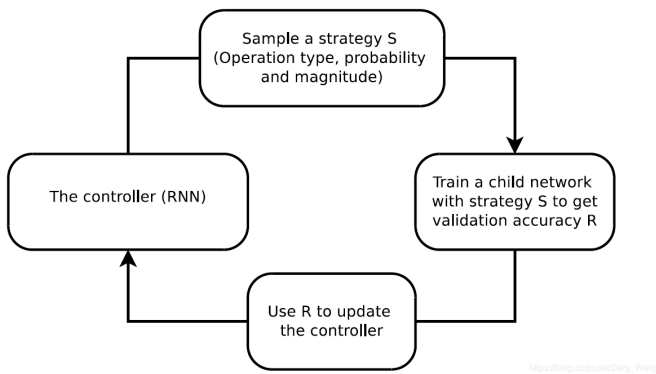 Sample a strategy S
(Operation type, probability
and magnitude)
The controller (RNN)
Train a child network
with strategy S to get
validation accuracy R
Use R to update
the controller